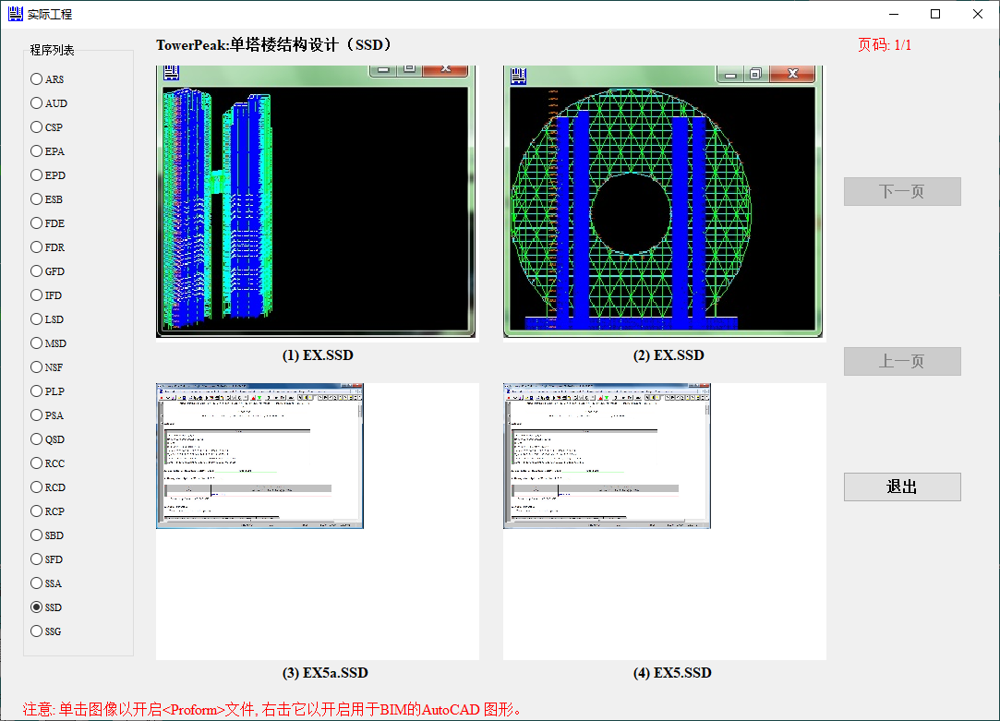 实际工程
程序列表
ARS
AUD
CSP
EPA
EPD
ESB
FDE
FDR
GFD
IFD
LSD
MSD
NSF
PLP
PSA
QSD
RCC
RCD
RCP
SBD
SFD
SSA
SSD
SSG
TowerPeak:单塔楼结构设计（SSD）
页码: 1/1
(1) EX.SSD
(2) EX.SSD
(3) EX5a.SSD
(4) EX5.SSD
下一页
上一页
退出
注意: 单击图像以开启<Proform>文件, 右击它以开启用于BIM的AutoCAD 图形。